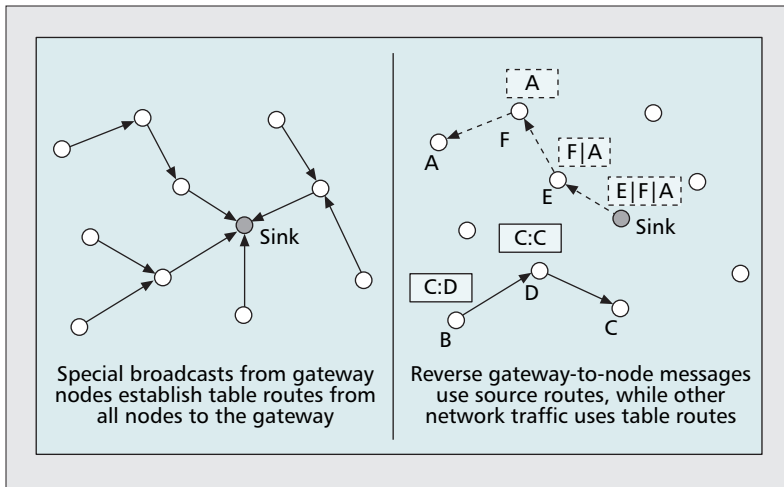 Sink
Special broadcasts from gateway
nodes establish table routes from
all nodes to the gateway
A
F
A
F|A
E
E|F|A
Sink
C:C
D
C:D
B
C
Reverse gateway-to-node messages
use source routes, while other
network traffic uses table routes